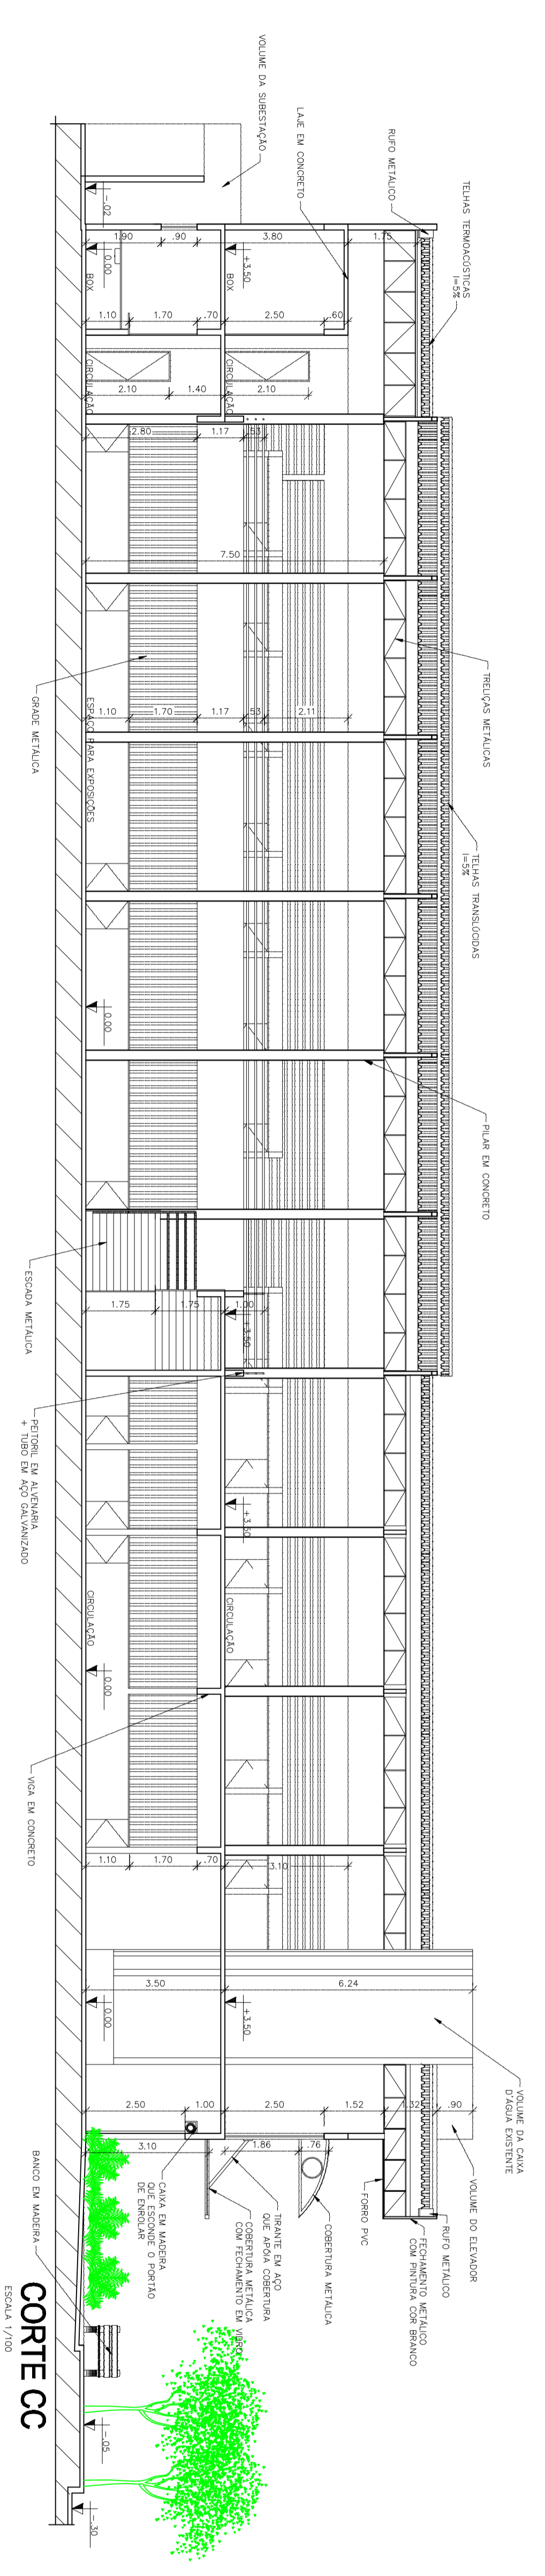 VOLUME DA SUBESTAÇÃO
LAJE EM CONCRETO
RUFO METÁLICO
TELHAS TERMOACÚSTICAS
I=5%
-.02
1.90
.90
3.80
1.75
0.00
+3.50
BOX
BOX
1.10
1.70
.70
2.50
.60
CIRCULAÇÃO
CIRCULAÇÃO
2.10
1.40
2.10
2.80
1.17
.53
7.50
TRELIÇAS METÁLICAS
GRADE METÁLICA
ESPAÇO PARA EXPOSIÇÕES
1.10
1.70
1.17
.53
2.11
TELHAS TRANSLÚCIDAS
I=5%
0.00
PILAR EM CONCRETO
ESCADA METÁLICA
1.75
1.75
1.00
+3.50
PEITORIL EM ALVENARIA
+ TUBO EM AÇO GALVANIZADO
+3.50
CIRCULAÇÃO
CIRCULAÇÃO
0.00
VIGA EM CONCRETO
1.10
1.70
.70
3.10
3.50
6.24
0.00
+3.50
VOLUME DA CAIXA
D'ÁGUA EXISTENTE
2.50
1.00
2.50
1.52
1.32
.90
VOLUME DO ELEVADOR
RUFO METÁLICO
FECHAMENTO METÁLICO
COM PINTURA COR BRANCO
FORRO PVC
3.10
1.86
.76
COBERTURA METÁLICA
TIRANTE EM AÇO
QUE APÓIA COBERTURA
COBERTURA METÁLICA
COM FECHAMENTO EM VIDRO
CAIXA EM MADEIRA
QUE ESCONDE O PORTÃO
DE ENROLAR
BANCO EM MADEIRA
-.05
-.30
CORTE CC
ESCALA 1/100